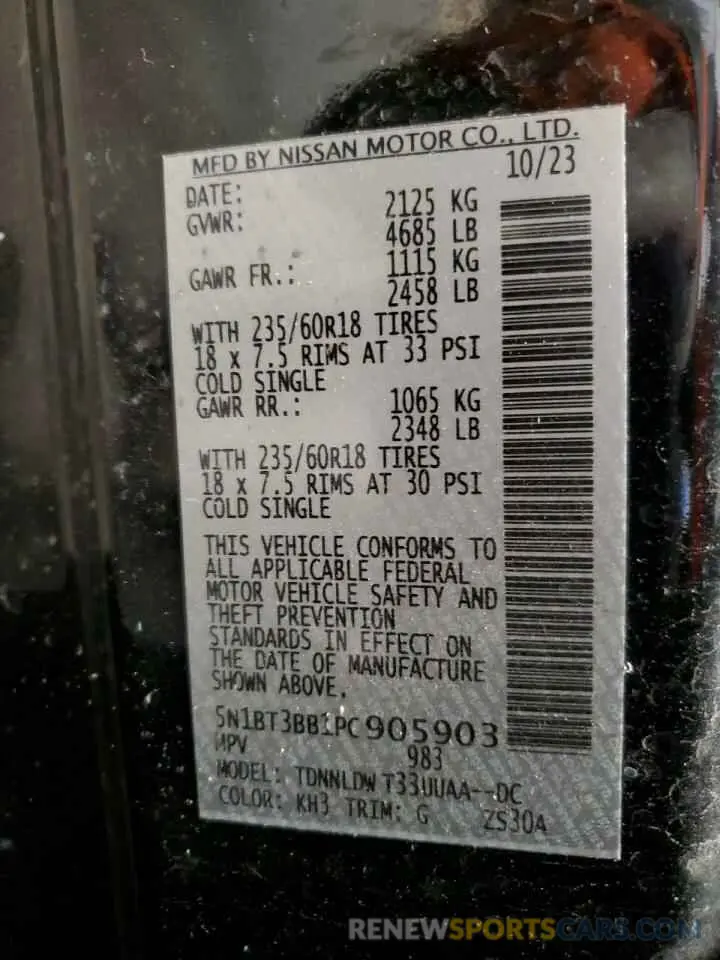 MFD BY NISSAN MOTOR CO., LTD.
DATE: 10/23
GVWR: 2125 KG
4685 LB
GAWR FR.: 1115 KG
2458 LB
WITH 235/60R18 TIRES
18 x 7.5 RIMS AT 33 PSI
COLD SINGLE
GAWR RR.: 1065 KG
2348 LB
WITH 235/60R18 TIRES
18 x 7.5 RIMS AT 30 PSI
COLD SINGLE
THIS VEHICLE CONFORMS TO
ALL APPLICABLE FEDERAL
MOTOR VEHICLE SAFETY AND
THEFT PREVENTION
STANDARDS IN EFFECT ON
THE DATE OF MANUFACTURE
SHOWN ABOVE.
5N1BT3BB1PC905903
MPV 983
MODEL: TDNNLDW T33UUAA--DC
COLOR: KH3 TRIM: G ZS30A
RENEWSPORTSCARS.COM